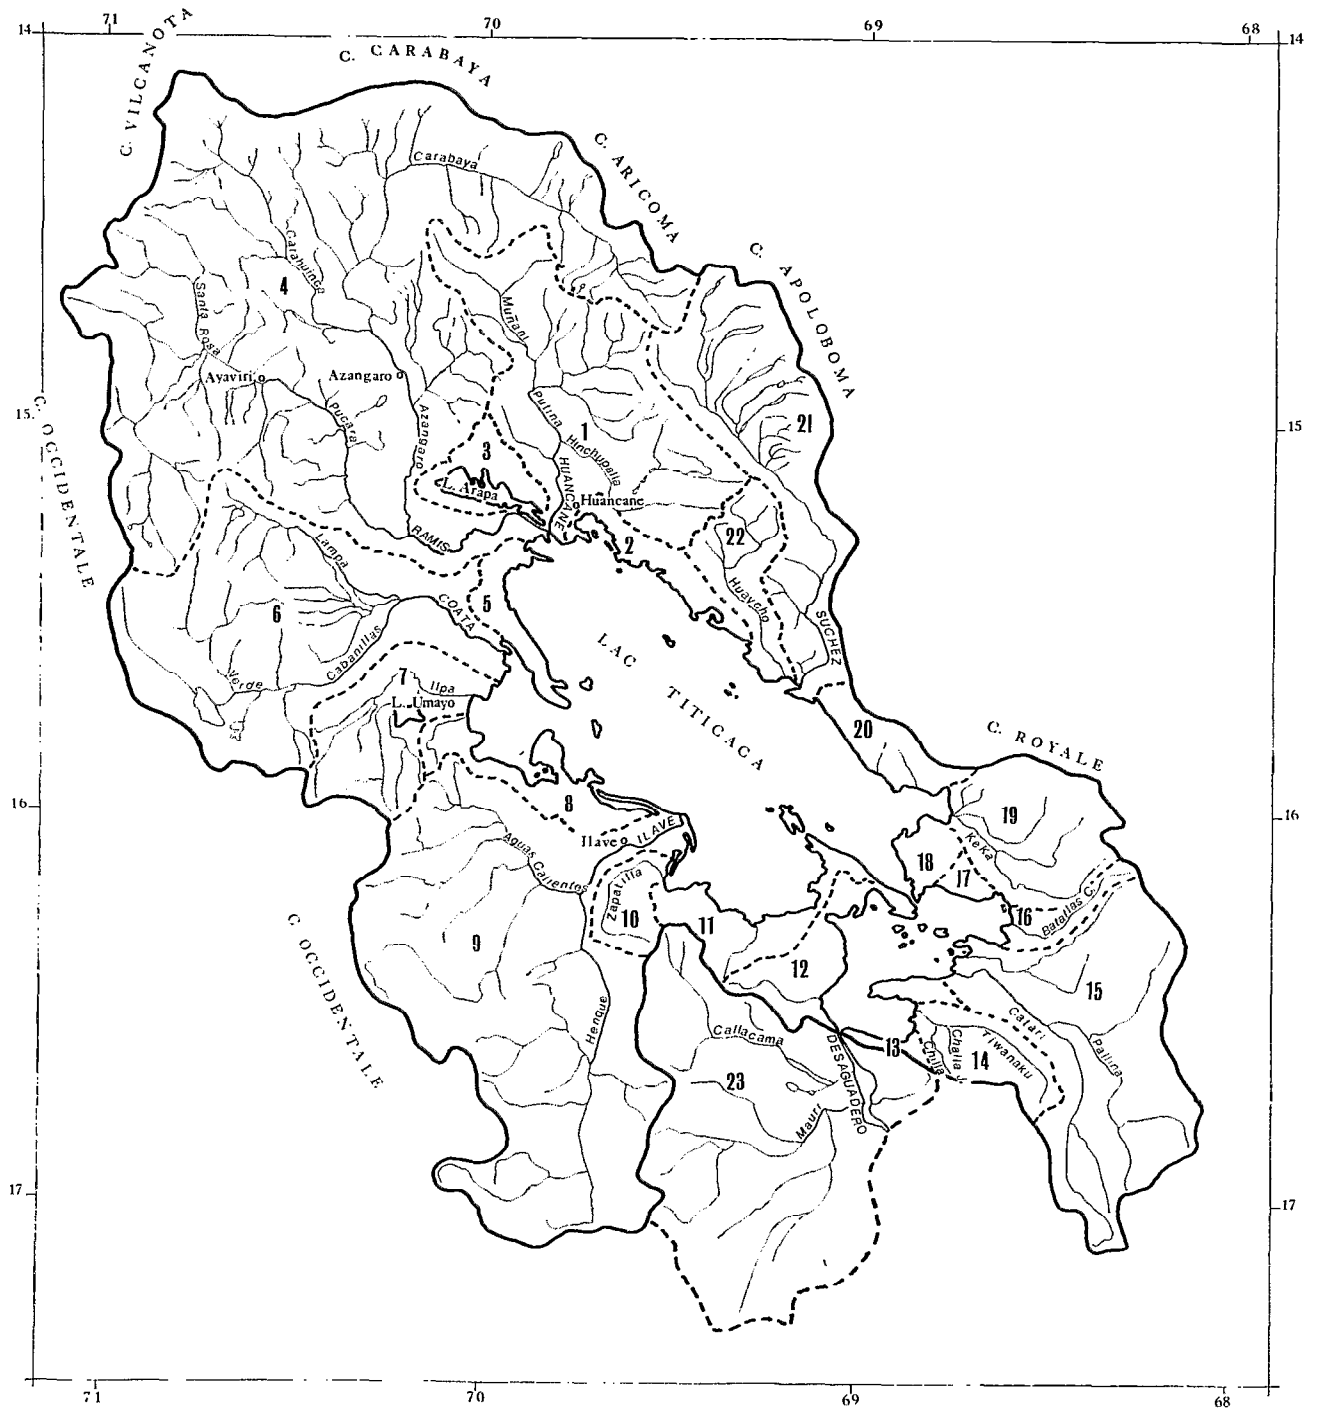 71
70
69
68
14
14
C. VILCANOTA
C. CARABAYA
C. ARICOMA
C. APOLOBOMA
Carabaya
Carahuinca
4
Santa Rosa
Muñani
Ayaviri
Azangaro
15
15
C. OCCIDENTALE
Pucara
Azangaro
Putina
1
Hinchupalla
21
3
L. Arapa
HUANCANE
Huancane
RAMIS
2
22
Lampa
Huaycho
5
COATA
6
SUCHEZ
LAC
TITICACA
Cabanillas
Verde
7
Ilpa
L. Umayo
20
C. ROYALE
16
16
8
19
Ilave
ILAVE
Keka
18
17
Aguas Calientes
Zapatilla
10
11
16
Batallas C.
C. OCCIDENTALE
9
12
15
Henque
Callacama
DESAGUADERO
13
Catari
Chilla
Challa J.
14
Tiwanaku
Pallina
23
Mauri
17
17
71
70
69
68